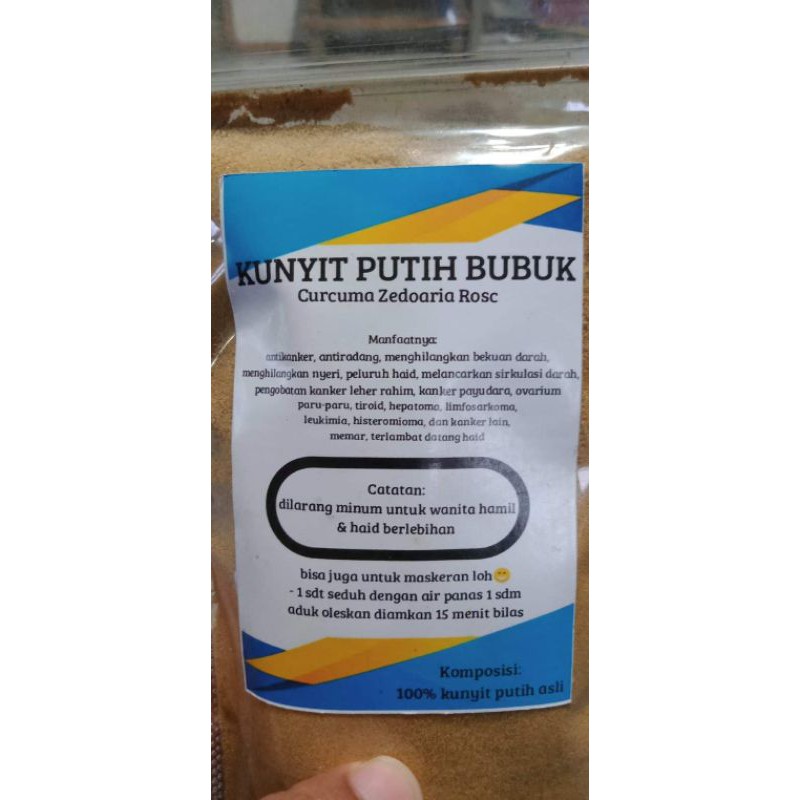 KUNYIT PUTIH BUBUK
Curcuma Zedoaria Rosc
Manfaatnya:
antikanker, antiradang, menghilangkan bekuan darah,
menghilangkan nyeri, peluruh haid, melancarkan sirkulasi darah,
pengobatan kanker leher rahim, kanker payudara, ovarium
paru-paru, tiroid, hepatoma, limfosarkoma,
leukimia, histeromioma, dan kanker lain,
memar, terlambat datang haid
Catatan:
dilarang minum untuk wanita hamil
& haid berlebihan
bisa juga untuk maskeran loh😁
- 1 sdt seduh dengan air panas 1 sdm
aduk oleskan diamkan 15 menit bilas
Komposisi:
100% kunyit putih asli